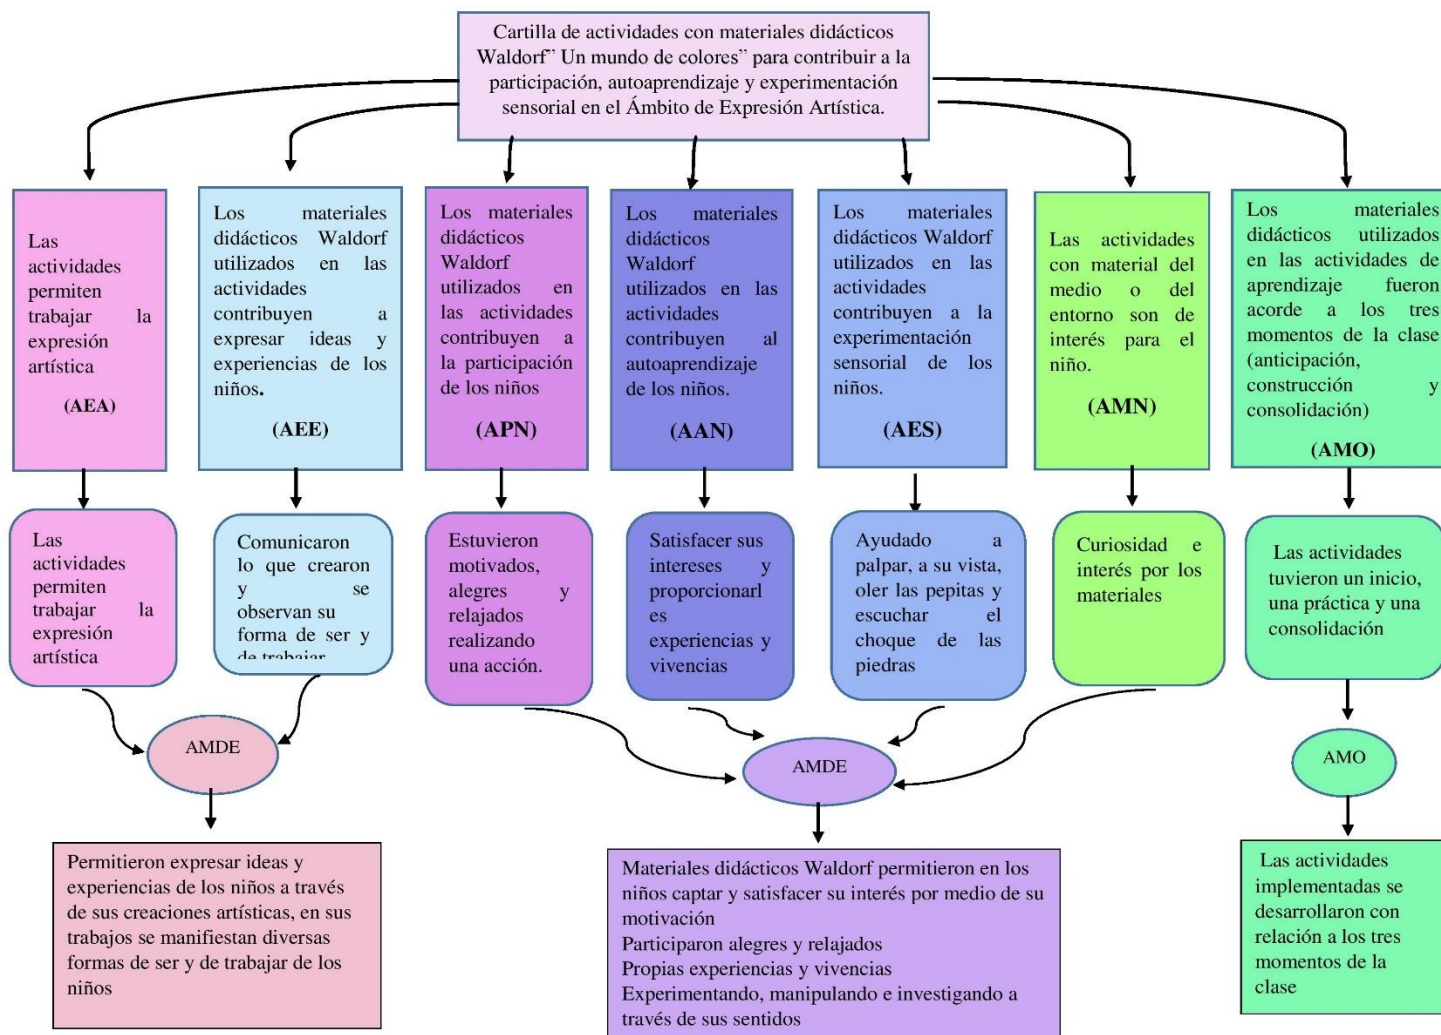 Cartilla de actividades con materiales didácticos
Waldorf” Un mundo de colores” para contribuir a la
participación, autoaprendizaje y experimentación
sensorial en el Ámbito de Expresión Artística.
Las
actividades
permiten
trabajar la
expresión
artística
(AEA)
Los materiales
didácticos Waldorf
utilizados en las
actividades
contribuyen a
expresar ideas y
experiencias de los
niños.
(AEE)
Los materiales
didácticos
Waldorf
utilizados en
las actividades
contribuyen a
la participación
de los niños
(APN)
Los materiales
didácticos
Waldorf
utilizados en las
actividades
contribuyen al
autoaprendizaje
de los niños.
(AAN)
Los materiales
didácticos Waldorf
utilizados en las
actividades
contribuyen a la
experimentación
sensorial de los
niños.
(AES)
Las actividades
con material del
medio o del
entorno son de
interés para el
niño.
(AMN)
Los materiales
didácticos utilizados
en las actividades de
aprendizaje fueron
acorde a los tres
momentos de la clase
(anticipación,
construcción y
consolidación)
(AMO)
Las
actividades
permiten
trabajar la
expresión
artística
Comunicaron
lo que crearon
y se
observan su
forma de ser y
de trabajar
Estuvieron
motivados,
alegres y
relajados
realizando
una acción.
Satisfacer sus
intereses y
proporcionarl
es
experiencias y
vivencias
Ayudado a
palpar, a su vista,
oler las pepitas y
escuchar el
choque de las
piedras
Curiosidad e
interés por los
materiales
Las actividades
tuvieron un inicio,
una práctica y una
consolidación
AMDE
AMDE
AMO
Permitieron expresar ideas y
experiencias de los niños a través
de sus creaciones artísticas, en sus
trabajos se manifiestan diversas
formas de ser y de trabajar de los
niños
Materiales didácticos Waldorf permitieron en los
niños captar y satisfacer su interés por medio de su
motivación
Participaron alegres y relajados
Propias experiencias y vivencias
Experimentando, manipulando e investigando a
través de sus sentidos
Las actividades
implementadas se
desarrollaron con
relación a los tres
momentos de la
clase